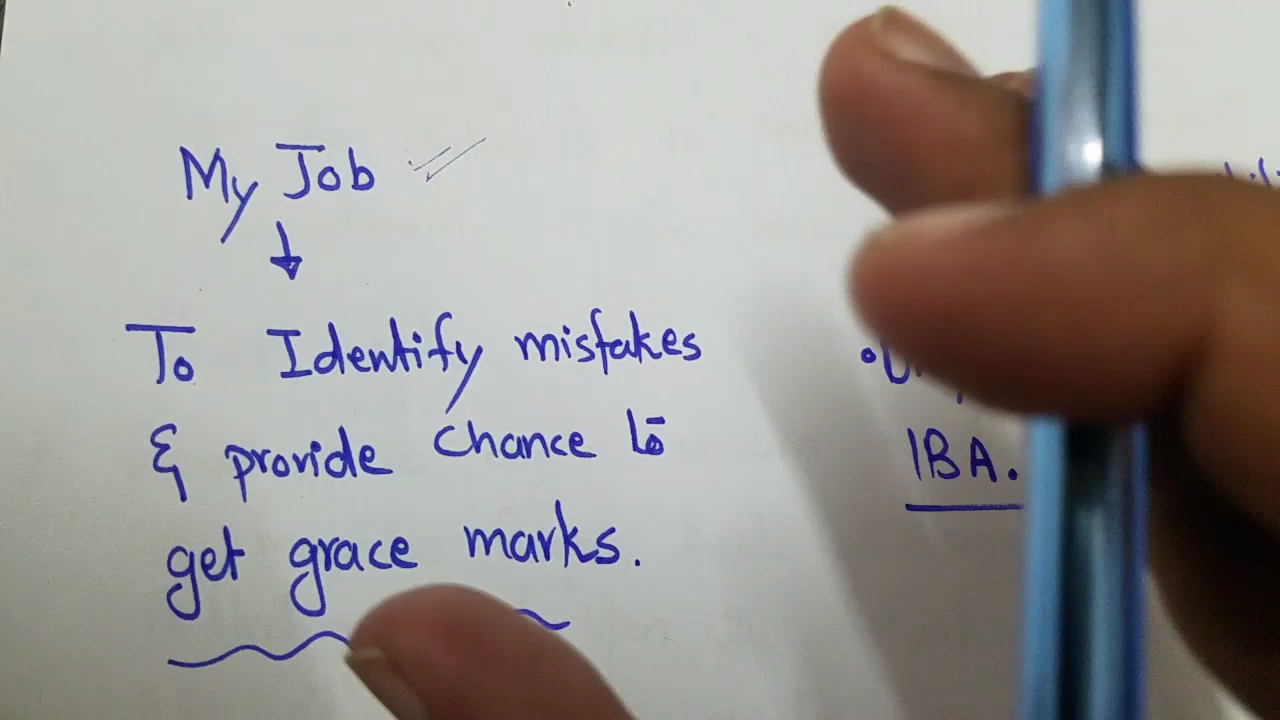 My Job
To Identify mistakes
& provide chance to
get grace marks.
IBA.